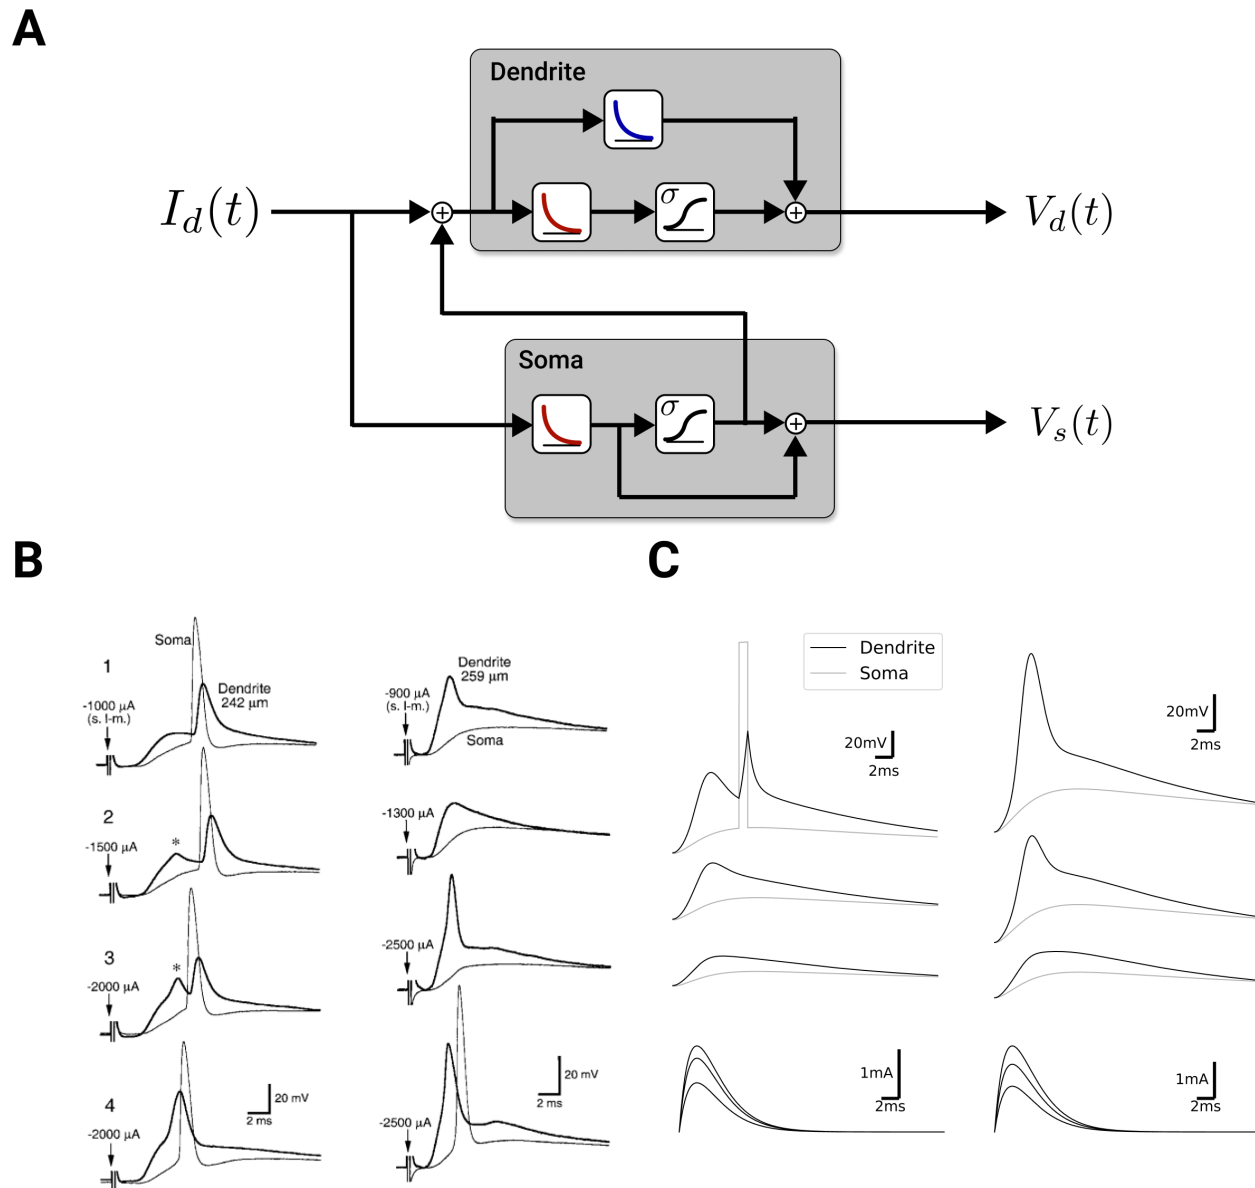 A
Dendrite
I_d(t)
σ
V_d(t)
Soma
σ
V_s(t)
B
1
Soma
Dendrite
242 μm
-1000 μA
(s. l-m.)
2
-1500 μA
*
3
-2000 μA
*
4
-2000 μA
20 mV
2 ms
Dendrite
259 μm
-900 μA
(s. l-m.)
Soma
-1300 μA
-2500 μA
-2500 μA
20 mV
2 ms
C
Dendrite
Soma
20mV
2ms
20mV
2ms
1mA
2ms
1mA
2ms